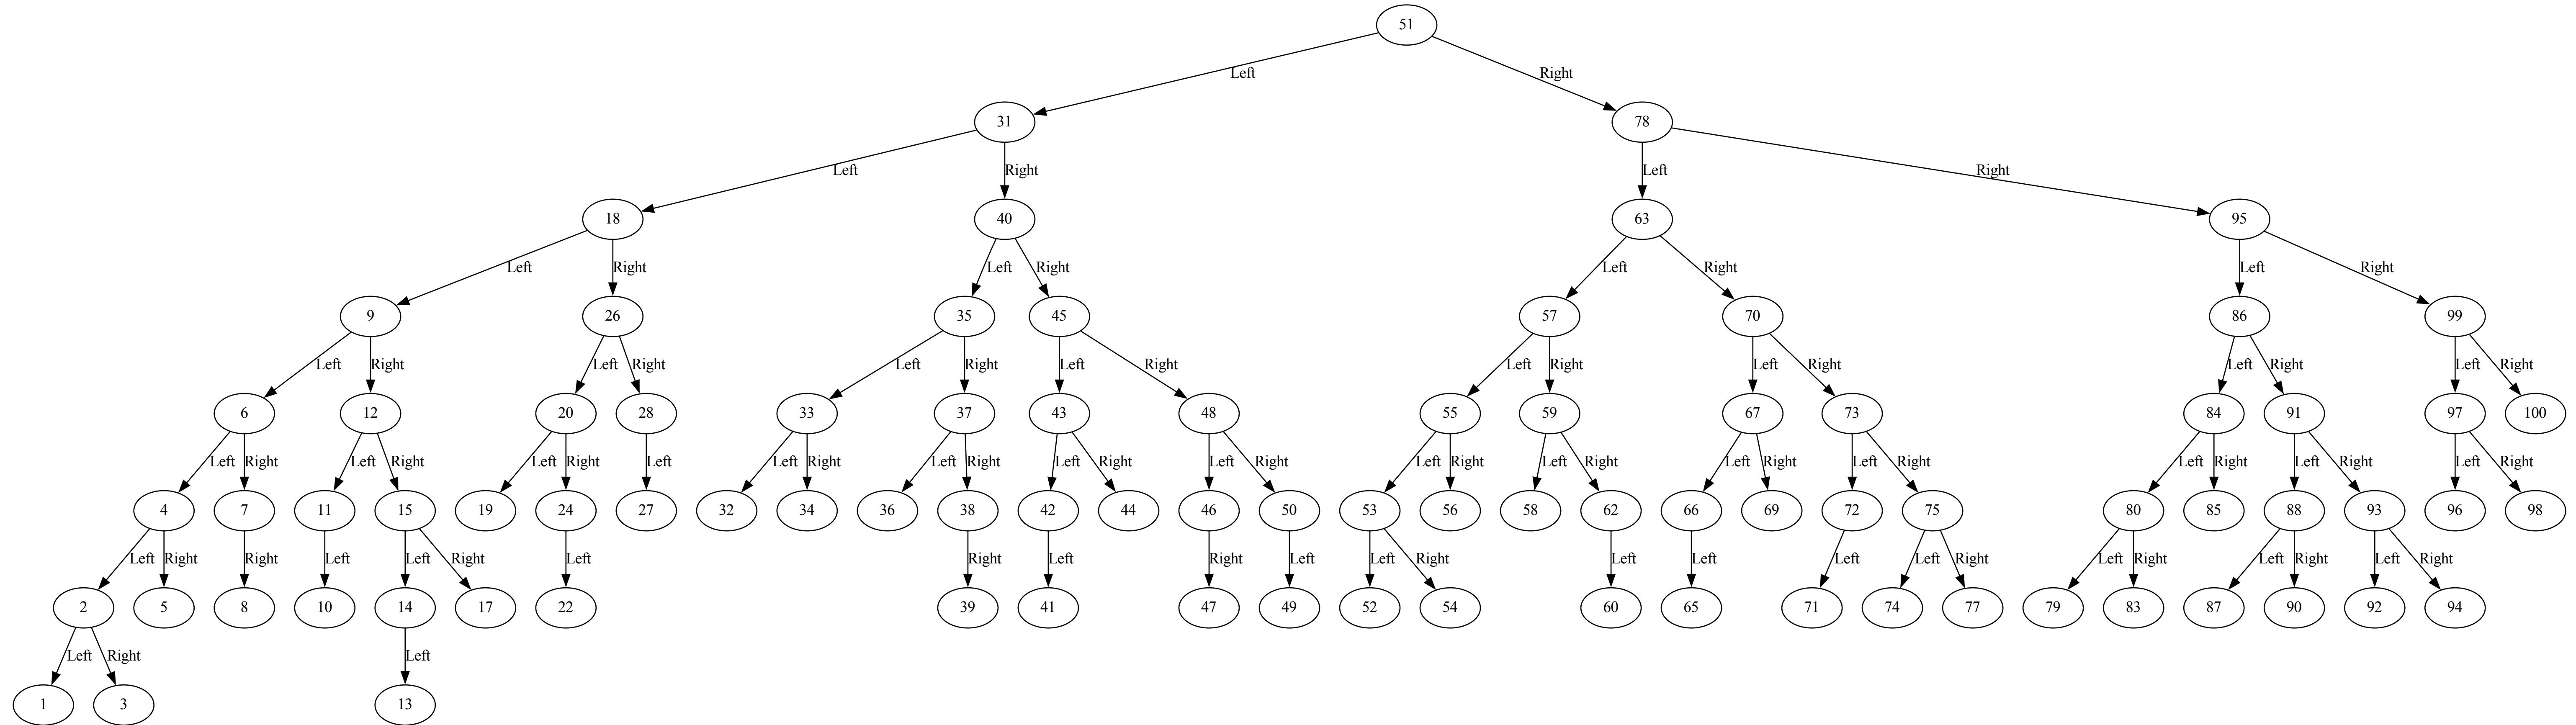 51
Left Right
31 78
Left Right Left Right
18 40 63 95
Left Right Left Right Left Right Left Right
9 26 35 45 57 70 86 99
Left Right Left Right Left Right Left Right Left Right Left Right Left Right Left Right
6 12 20 28 33 37 43 48 55 59 67 73 84 91 97 100
Left Right Left Right Left Right Left Left Right Left Right Left Right Left Right Left Right Left Right Left Right Left Right Left Right Left Right Left Right
4 7 11 15 19 24 27 32 34 36 38 42 44 46 50 53 56 58 62 66 69 72 75 80 85 88 93 96 98
Left Right Right Left Left Right Left Right Left Right Left Left Right Left Left Left Left Right Left Right Left Right Left Right
2 5 8 10 14 17 22 39 41 47 49 52 54 60 65 71 74 77 79 83 87 90 92 94
Left Right Left
1 3 13